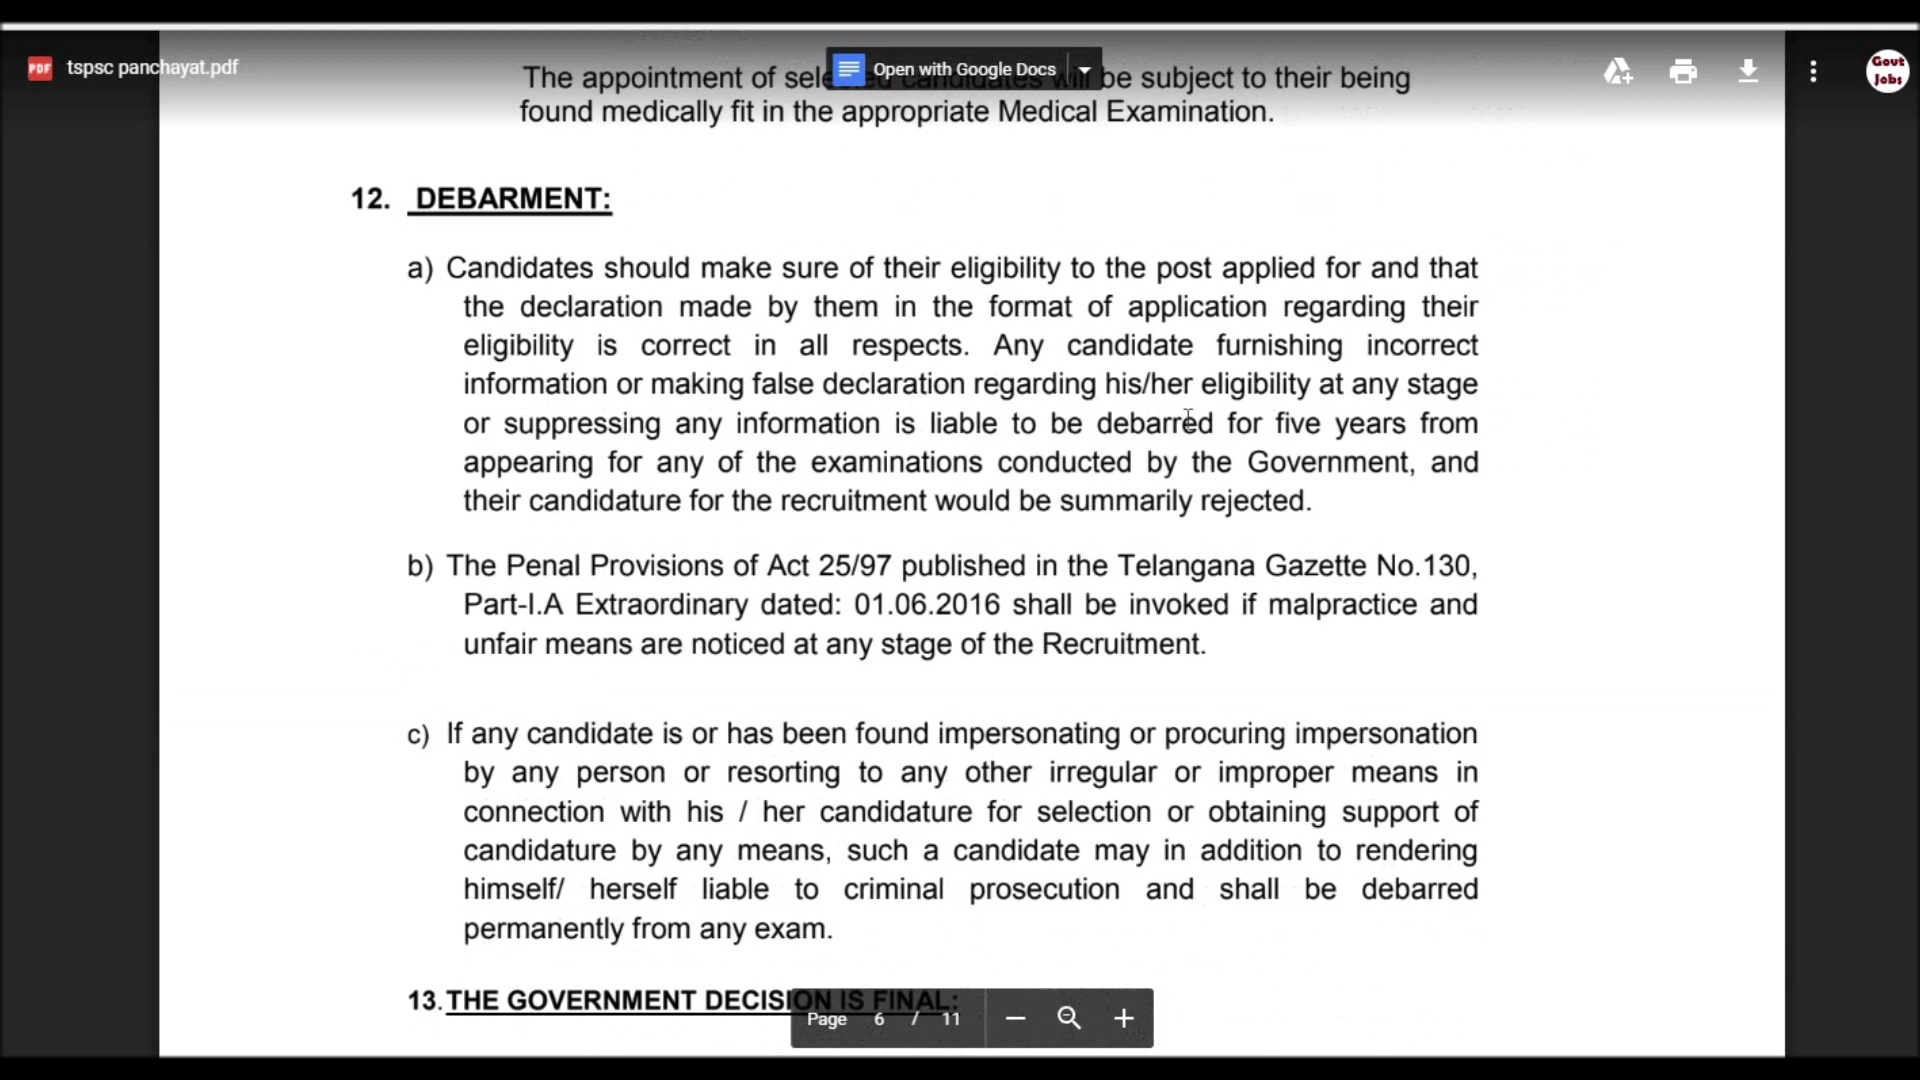 PDF tspsc panchayat.pdf
Open with Google Docs
Govt
Jobs
The appointment of selected candidates will be subject to their being
found medically fit in the appropriate Medical Examination.
12. DEBARMENT:
a) Candidates should make sure of their eligibility to the post applied for and that
the declaration made by them in the format of application regarding their
eligibility is correct in all respects. Any candidate furnishing incorrect
information or making false declaration regarding his/her eligibility at any stage
or suppressing any information is liable to be debarred for five years from
appearing for any of the examinations conducted by the Government, and
their candidature for the recruitment would be summarily rejected.
b) The Penal Provisions of Act 25/97 published in the Telangana Gazette No.130,
Part-I.A Extraordinary dated: 01.06.2016 shall be invoked if malpractice and
unfair means are noticed at any stage of the Recruitment.
c) If any candidate is or has been found impersonating or procuring impersonation
by any person or resorting to any other irregular or improper means in
connection with his / her candidature for selection or obtaining support of
candidature by any means, such a candidate may in addition to rendering
himself/ herself liable to criminal prosecution and shall be debarred
permanently from any exam.
13. THE GOVERNMENT DECISION IS FINAL:
Page 6 / 11